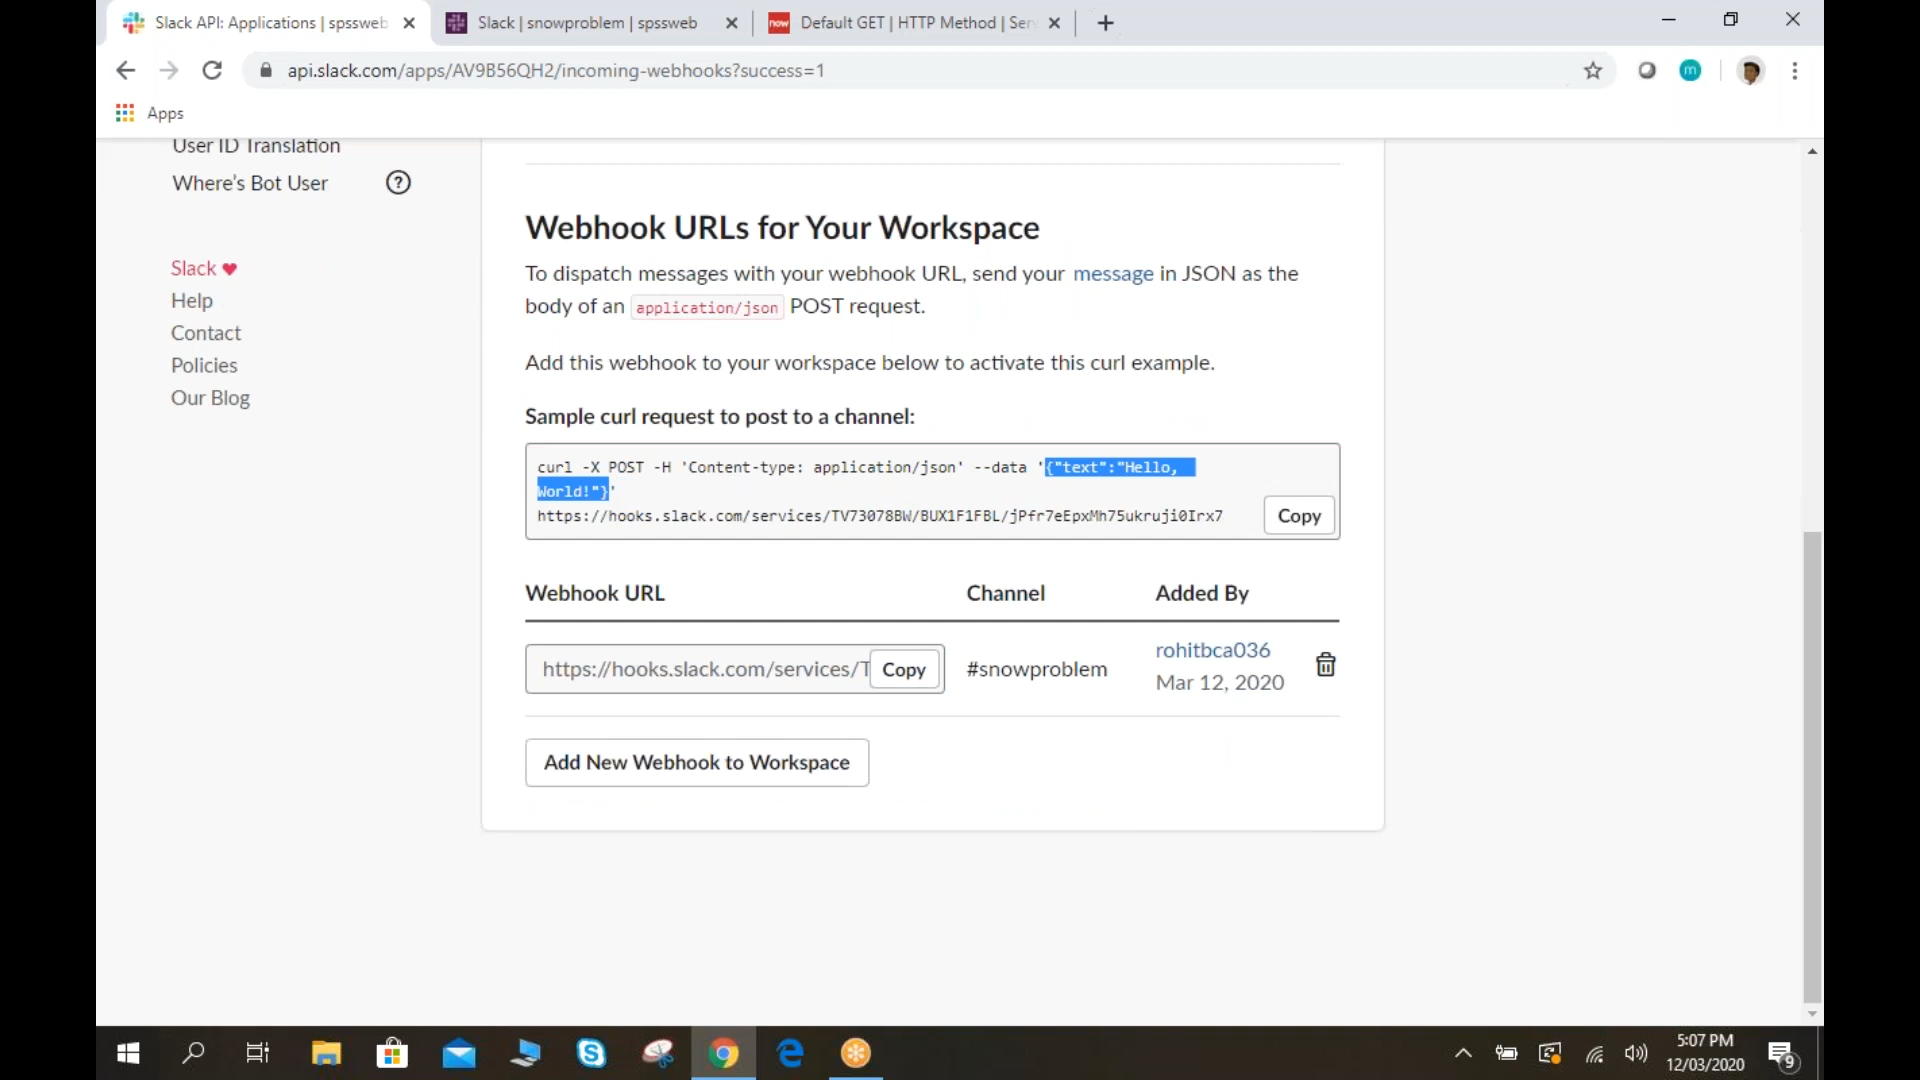 Slack API: Applications | spssweb
Slack | snowproblem | spssweb
now
Default GET | HTTP Method | Ser
api.slack.com/apps/AV9B56QH2/incoming-webhooks?success=1
m
Apps
User ID Translation
Where's Bot User
?
Slack ♥
Help
Contact
Policies
Our Blog
Webhook URLs for Your Workspace
To dispatch messages with your webhook URL, send your message in JSON as the
body of an application/json POST request.
Add this webhook to your workspace below to activate this curl example.
Sample curl request to post to a channel:
curl -X POST -H 'Content-type: application/json' --data '{"text":"Hello,
World!"}'
https://hooks.slack.com/services/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
Copy
Webhook URL Channel Added By
https://hooks.slack.com/services/T Copy #snowproblem rohitbca036
Mar 12, 2020
Add New Webhook to Workspace
5:07 PM
12/03/2020
9